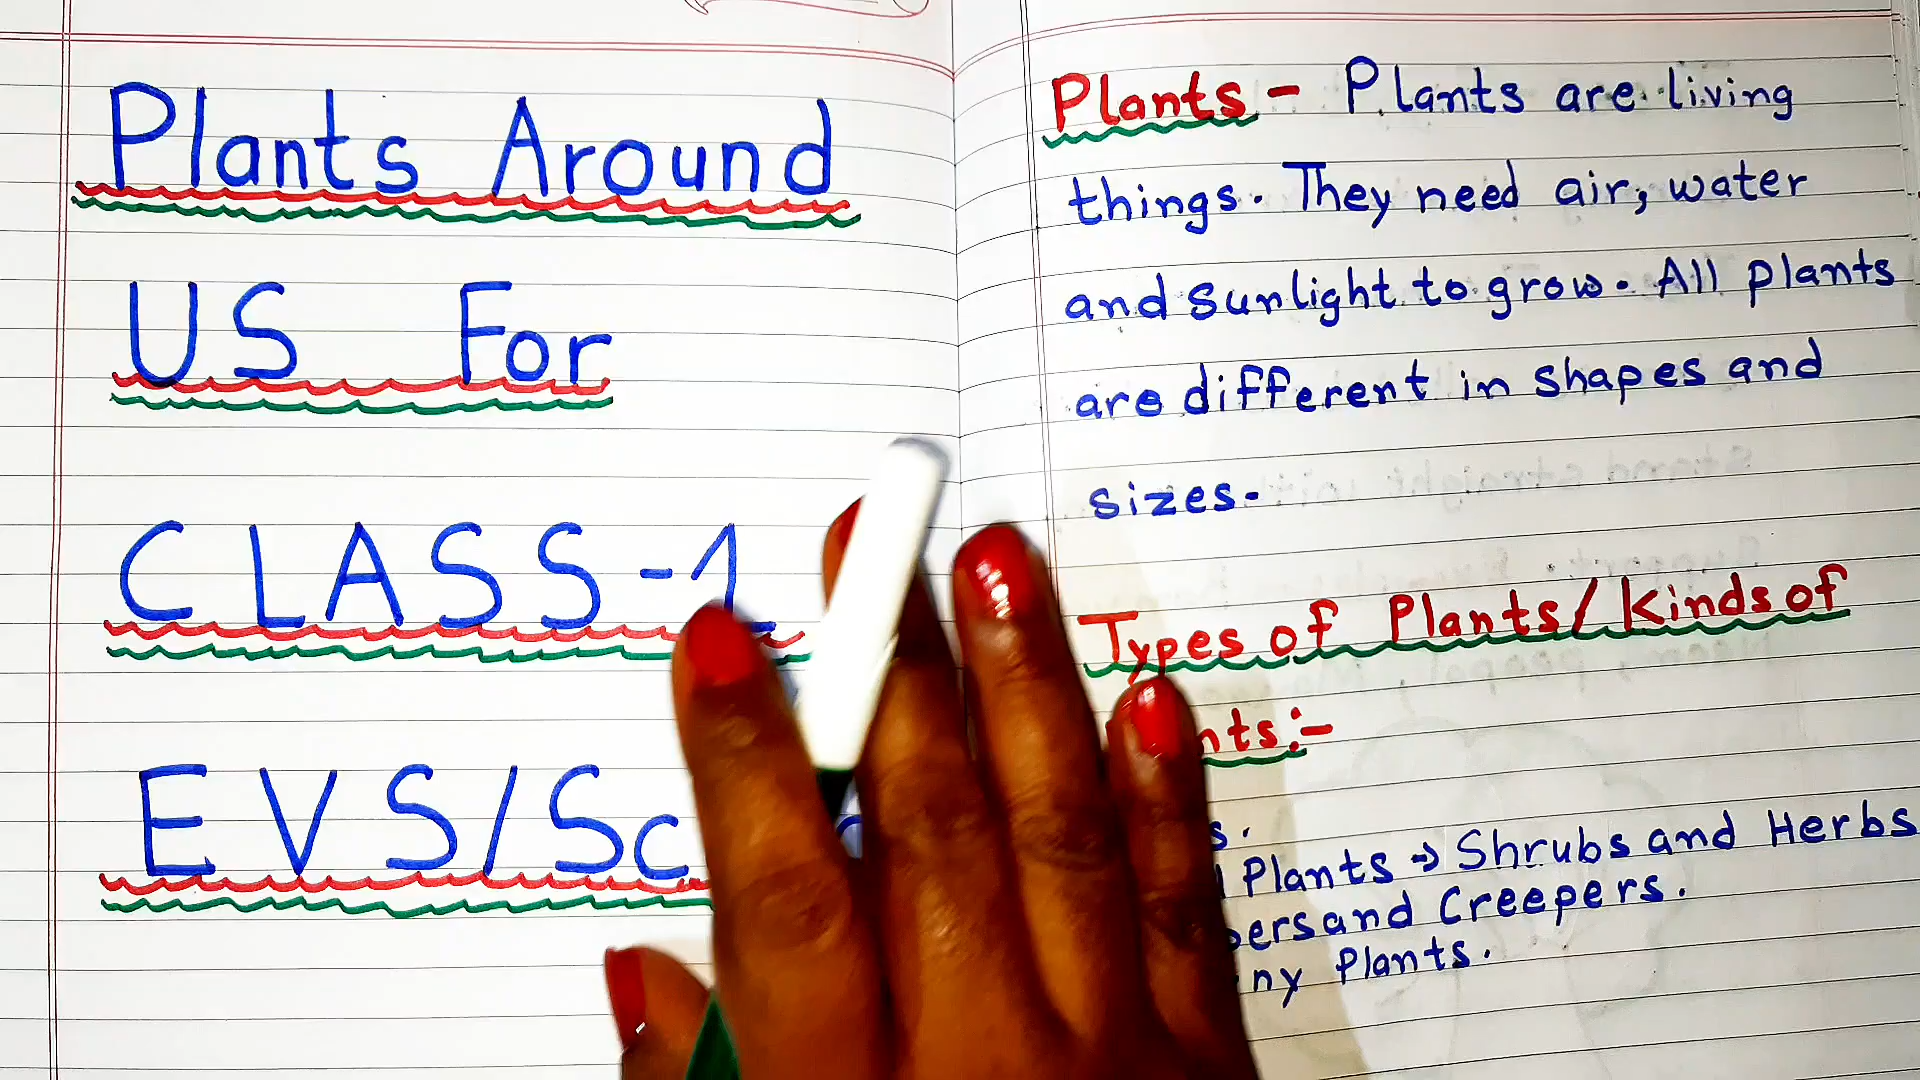 Plants Around
US For
CLASS-1
EVS/Sc
Plants - Plants are living
things. They need air, water
and sunlight to grow. All plants
are different in shapes and
sizes.
Types of Plants/Kinds of
nts:-
s.
Plants → Shrubs and Herbs
bers and Creepers.
ny Plants.